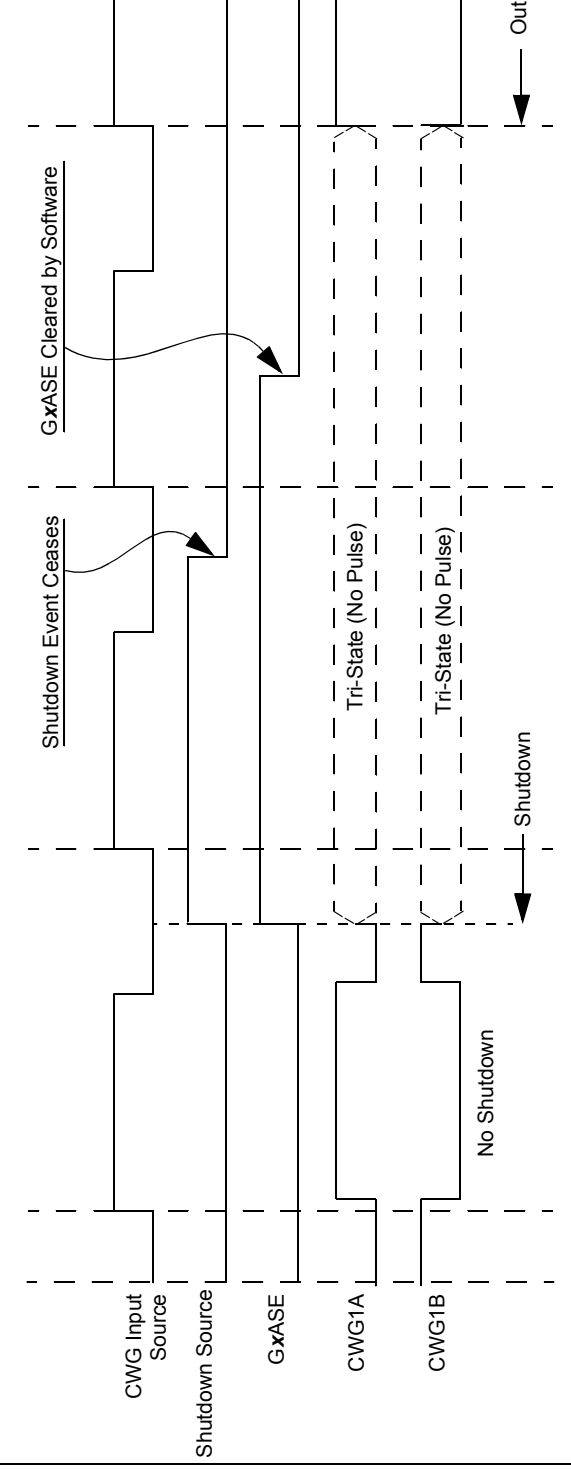 CWG Input
Source
Shutdown Source
GxASE
CWG1A
CWG1B
Shutdown Event Ceases
GxASE Cleared by Software
Tri-State (No Pulse)
Tri-State (No Pulse)
No Shutdown
Shutdown
Out